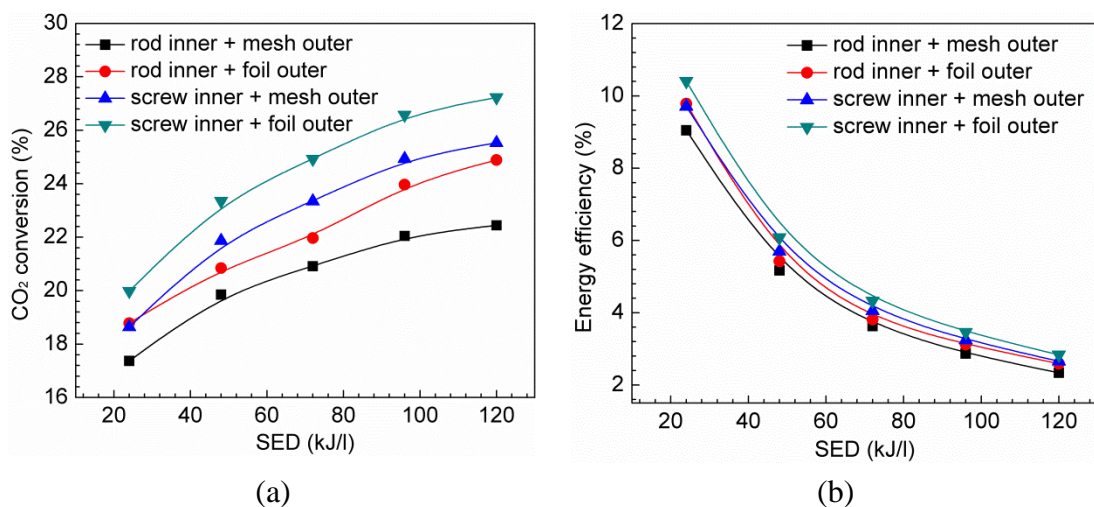 30
28
26
24
22
20
18
16
CO₂ conversion (%)
rod inner + mesh outer
rod inner + foil outer
screw inner + mesh outer
screw inner + foil outer
20 40 60 80 100 120
SED (kJ/l)
(a)
12
10
8
6
4
2
Energy efficiency (%)
rod inner + mesh outer
rod inner + foil outer
screw inner + mesh outer
screw inner + foil outer
20 40 60 80 100 120
SED (kJ/l)
(b)